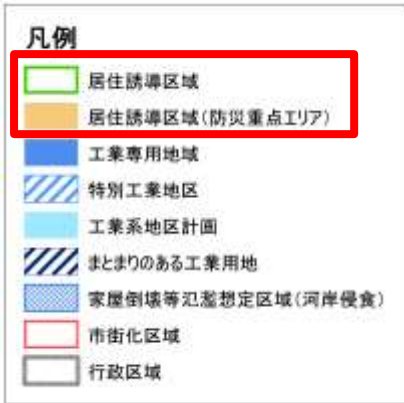 凡例
居住誘導区域
居住誘導区域(防災重点エリア)
工業専用地域
特別工業地区
工業系地区計画
まとまりのある工業用地
家屋倒壊等氾濫想定区域(河岸侵食)
市街化区域
行政区域